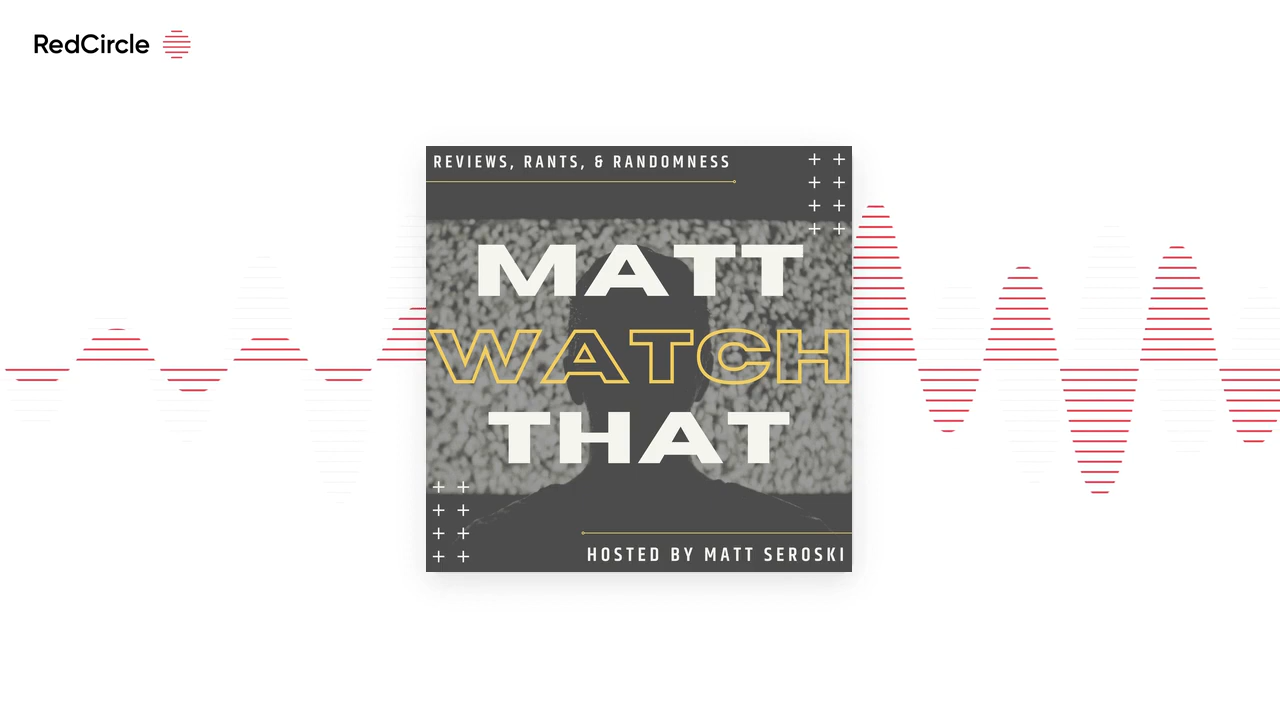 RedCircle
REVIEWS, RANTS, & RANDOMNESS
MATT
WATCH
THAT
HOSTED BY MATT SEROSKI